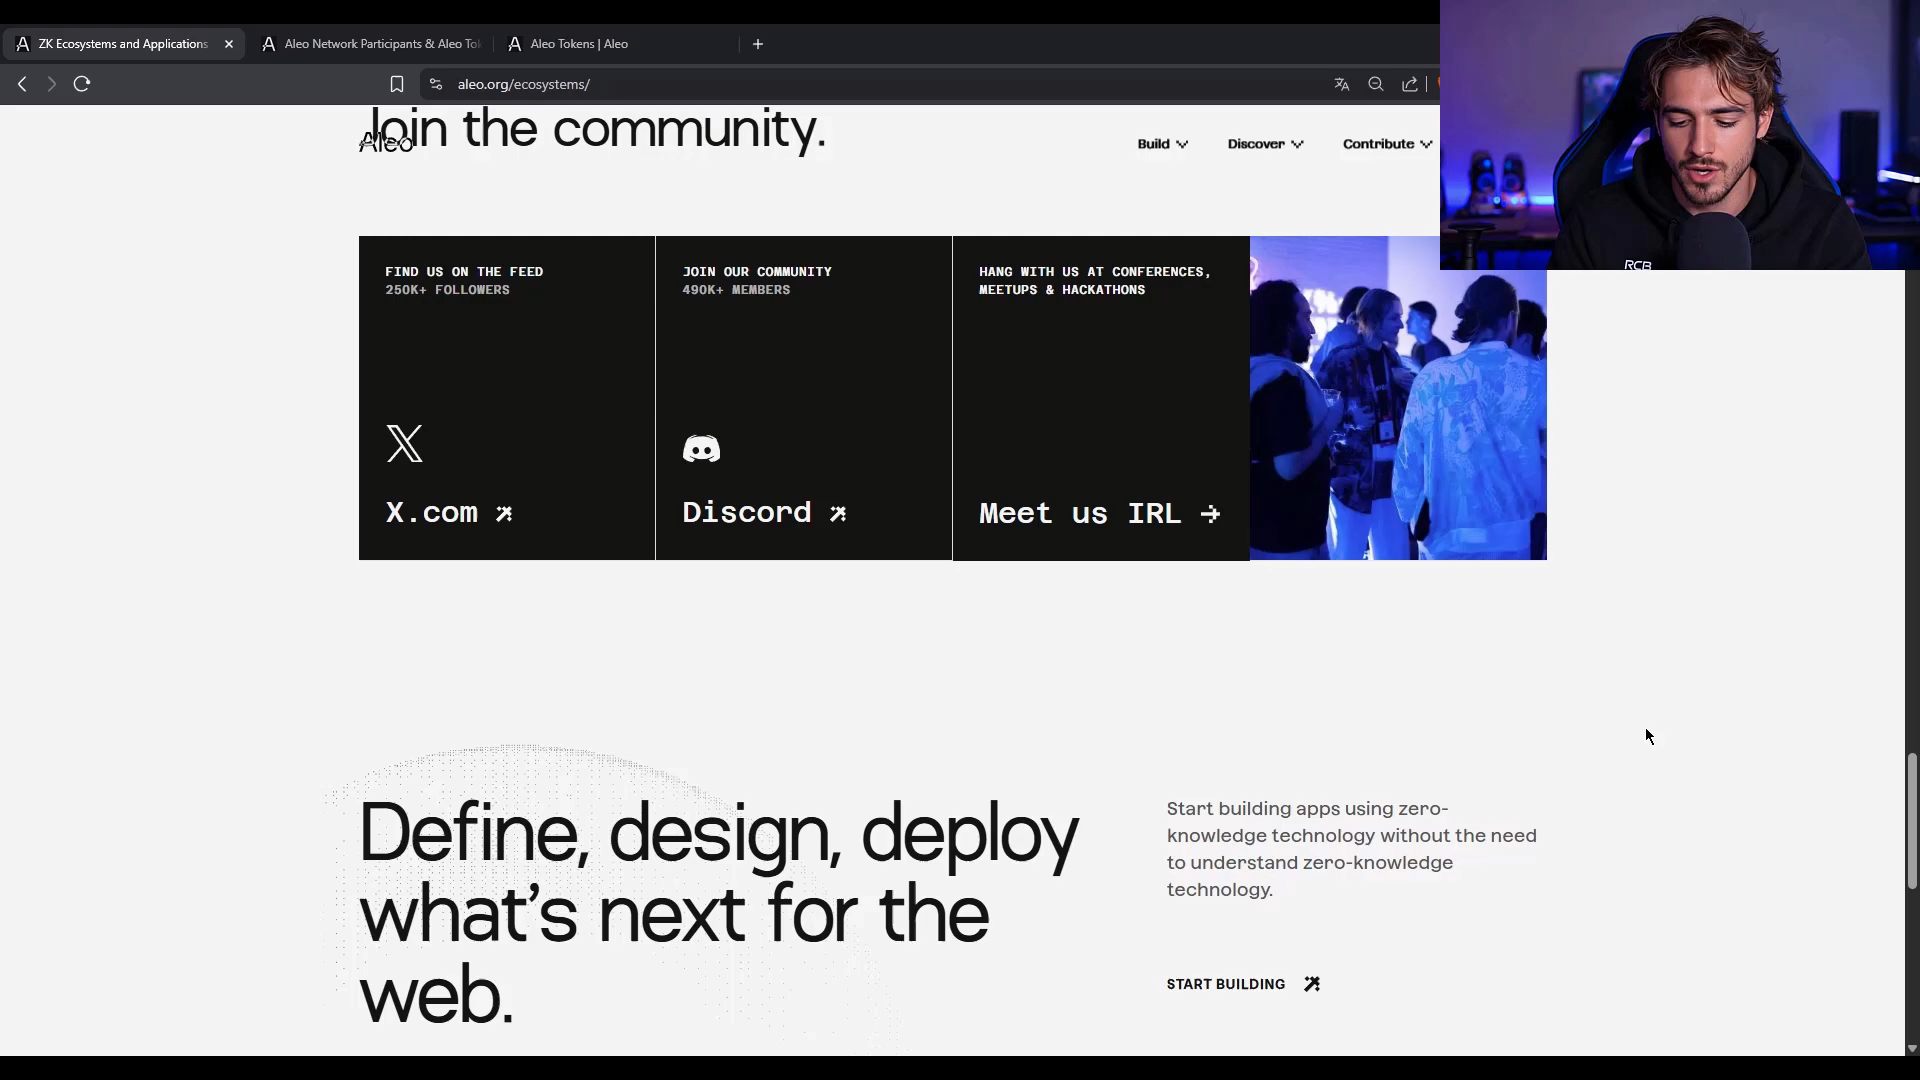 ZK Ecosystems and Applications
Aleo Network Participants & Aleo To
Aleo Tokens | Aleo
aleo.org/ecosystems/
Join the community.
Aleo
Build
Discover
Contribute
RCB
FIND US ON THE FEED
250K+ FOLLOWERS
X.com
JOIN OUR COMMUNITY
490K+ MEMBERS
Discord
HANG WITH US AT CONFERENCES,
MEETUPS & HACKATHONS
Meet us IRL →
Define, design, deploy
what's next for the
web.
Start building apps using zero-
knowledge technology without the need
to understand zero-knowledge
technology.
START BUILDING